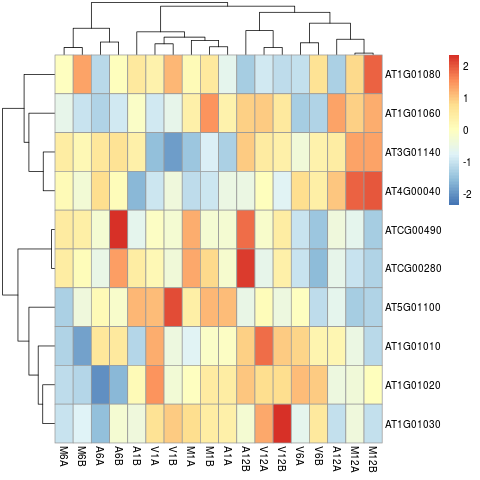 AT1G01080
AT1G01060
AT3G01140
AT4G00040
ATCG00490
ATCG00280
AT5G01100
AT1G01010
AT1G01020
AT1G01030
M6A M6B A6A A6B A1B V1A V1B M1A M1B A1A A12B V12A V12B V6A V6B A12A M12A M12B
2
1
0
-1
-2